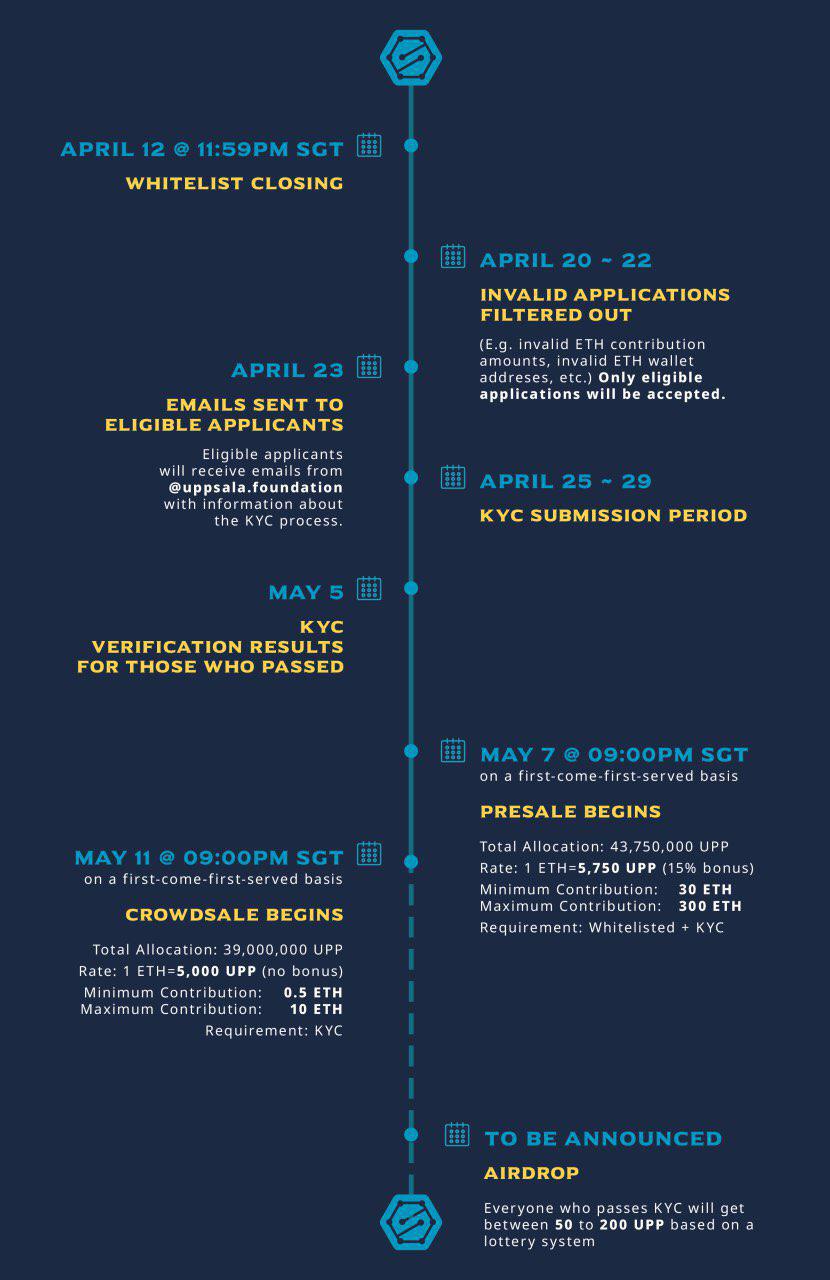 APRIL 12 @ 11:59PM SGT
WHITELIST CLOSING
APRIL 20 ~ 22
INVALID APPLICATIONS
FILTERED OUT
(E.g. invalid ETH contribution
amounts, invalid ETH wallet
addreses, etc.) Only eligible
applications will be accepted.
APRIL 23
EMAILS SENT TO
ELIGIBLE APPLICANTS
Eligible applicants
will receive emails from
@uppsala.foundation
with information about
the KYC process.
APRIL 25 ~ 29
KYC SUBMISSION PERIOD
MAY 5
KYC
VERIFICATION RESULTS
FOR THOSE WHO PASSED
MAY 7 @ 09:00PM SGT
on a first-come-first-served basis
PRESALE BEGINS
Total Allocation: 43,750,000 UPP
Rate: 1 ETH=5,750 UPP (15% bonus)
Minimum Contribution: 30 ETH
Maximum Contribution: 300 ETH
Requirement: Whitelisted + KYC
MAY 11 @ 09:00PM SGT
on a first-come-first-served basis
CROWDSALE BEGINS
Total Allocation: 39,000,000 UPP
Rate: 1 ETH=5,000 UPP (no bonus)
Minimum Contribution: 0.5 ETH
Maximum Contribution: 10 ETH
Requirement: KYC
TO BE ANNOUNCED
AIRDROP
Everyone who passes KYC will get
between 50 to 200 UPP based on a
lottery system